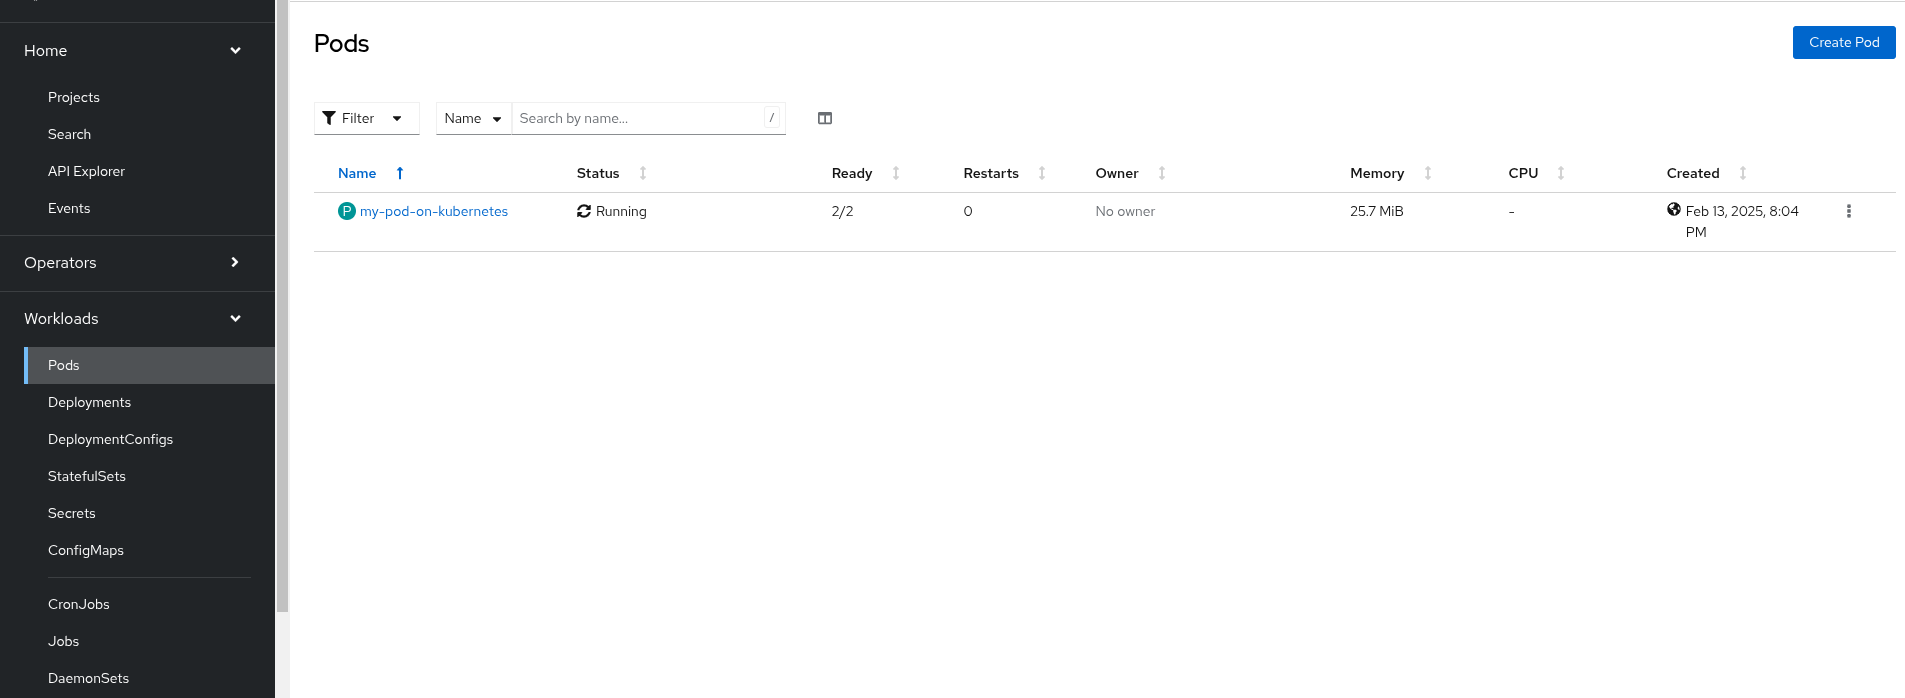 Home
Projects
Search
API Explorer
Events
Operators
Workloads
Pods
Deployments
DeploymentConfigs
StatefulSets
Secrets
ConfigMaps
CronJobs
Jobs
DaemonSets
Pods
Create Pod
Filter
Name
Search by name...
/
Name Status Ready Restarts Owner Memory CPU Created
P my-pod-on-kubernetes Running 2/2 0 No owner 25.7 MiB - Feb 13, 2025, 8:04
PM